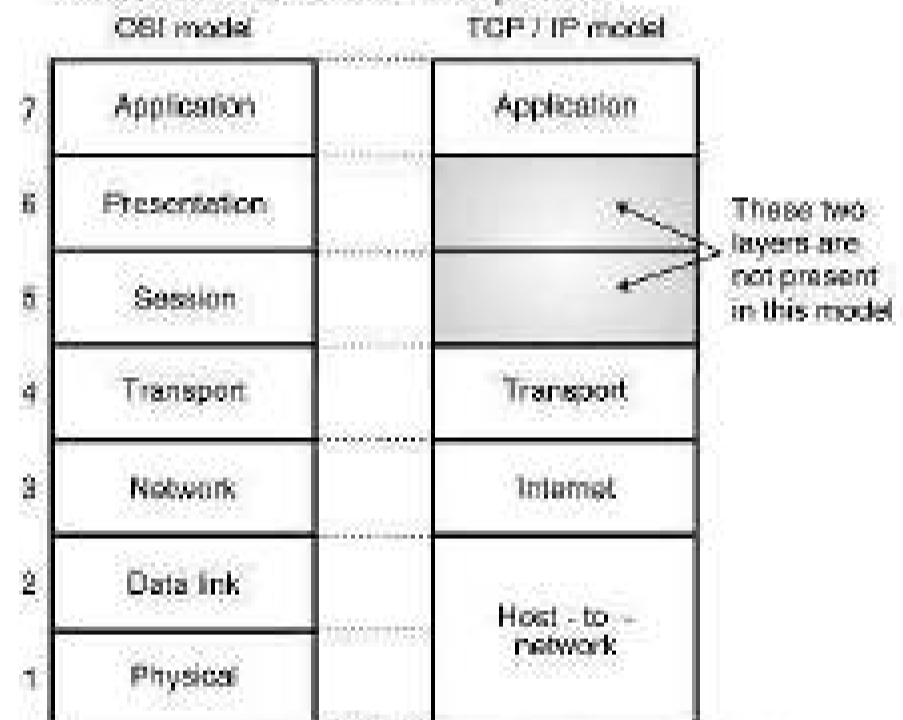 OSI model
TCP / IP model
7
Application
Application
6
Presentation
5
Session
These two
layers are
not present
in this model
4
Transport
Transport
3
Network
Internet
2
Data link
Host - to -
network
1
Physical